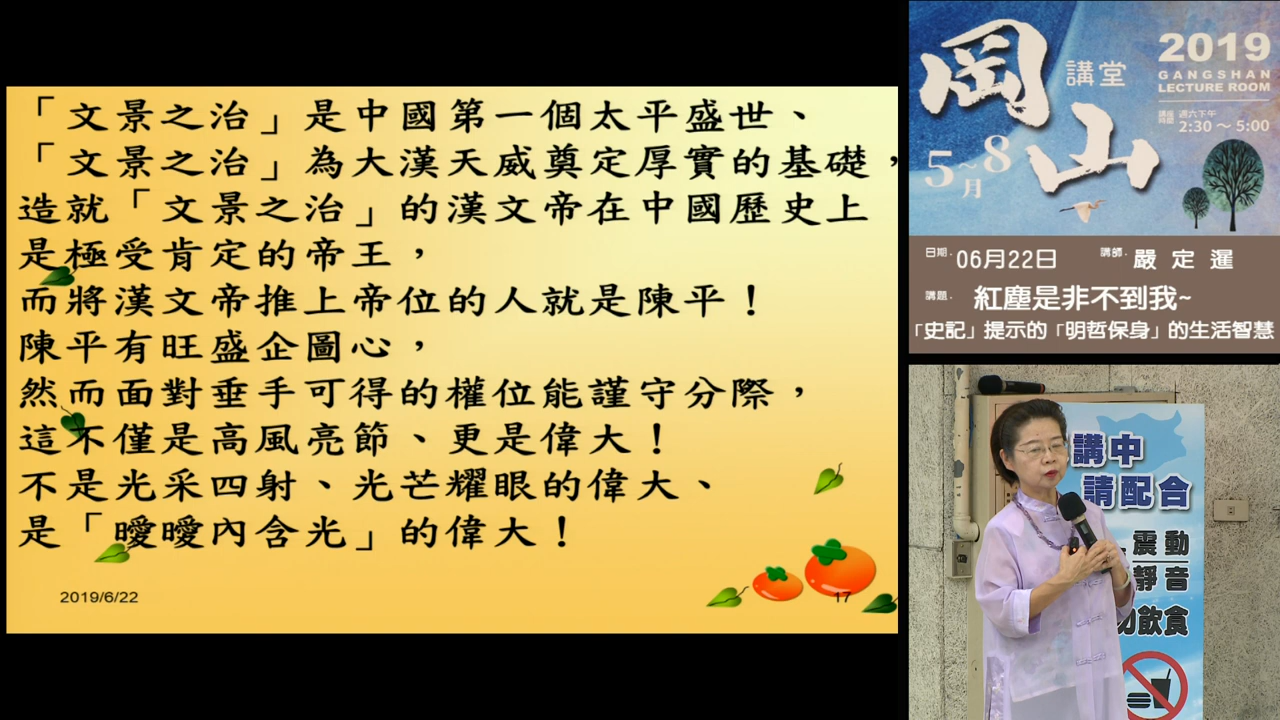 「文景之治」是中國第一個太平盛世、
「文景之治」為大漢天威奠定厚實的基礎，
造就「文景之治」的漢文帝在中國歷史上
是極受肯定的帝王，
而將漢文帝推上帝位的人就是陳平！
陳平有旺盛企圖心，
然而面對垂手可得的權位能謹守分際，
這不僅是高風亮節、更是偉大！
不是光采四射、光芒耀眼的偉大、
是「曖曖內含光」的偉大！
2019/6/22
17
岡山
講堂
2019
GANGSHAN
LECTURE ROOM
週六下午
2:30～5:00
5~8月
日期.06月22日
講師.嚴定暹
講題.紅塵是非不到我~
「史記」提示的「明哲保身」的生活智慧
講中
請配合
震動
靜音
飲食